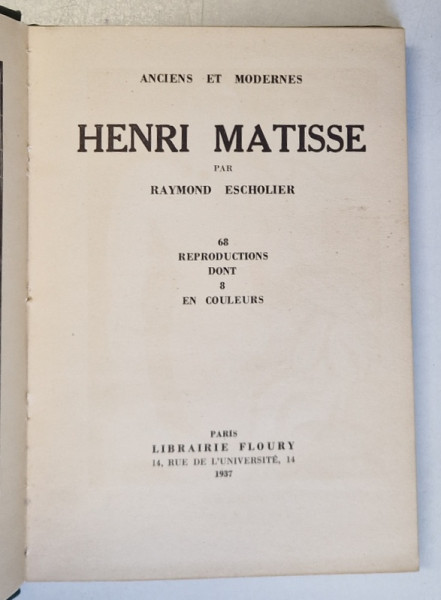 ANCIENS ET MODERNES
HENRI MATISSE
PAR
RAYMOND ESCHOLIER
68
REPRODUCTIONS
DONT
8
EN COULEURS
PARIS
LIBRAIRIE FLOURY
14, RUE DE L'UNIVERSITÉ, 14
1937